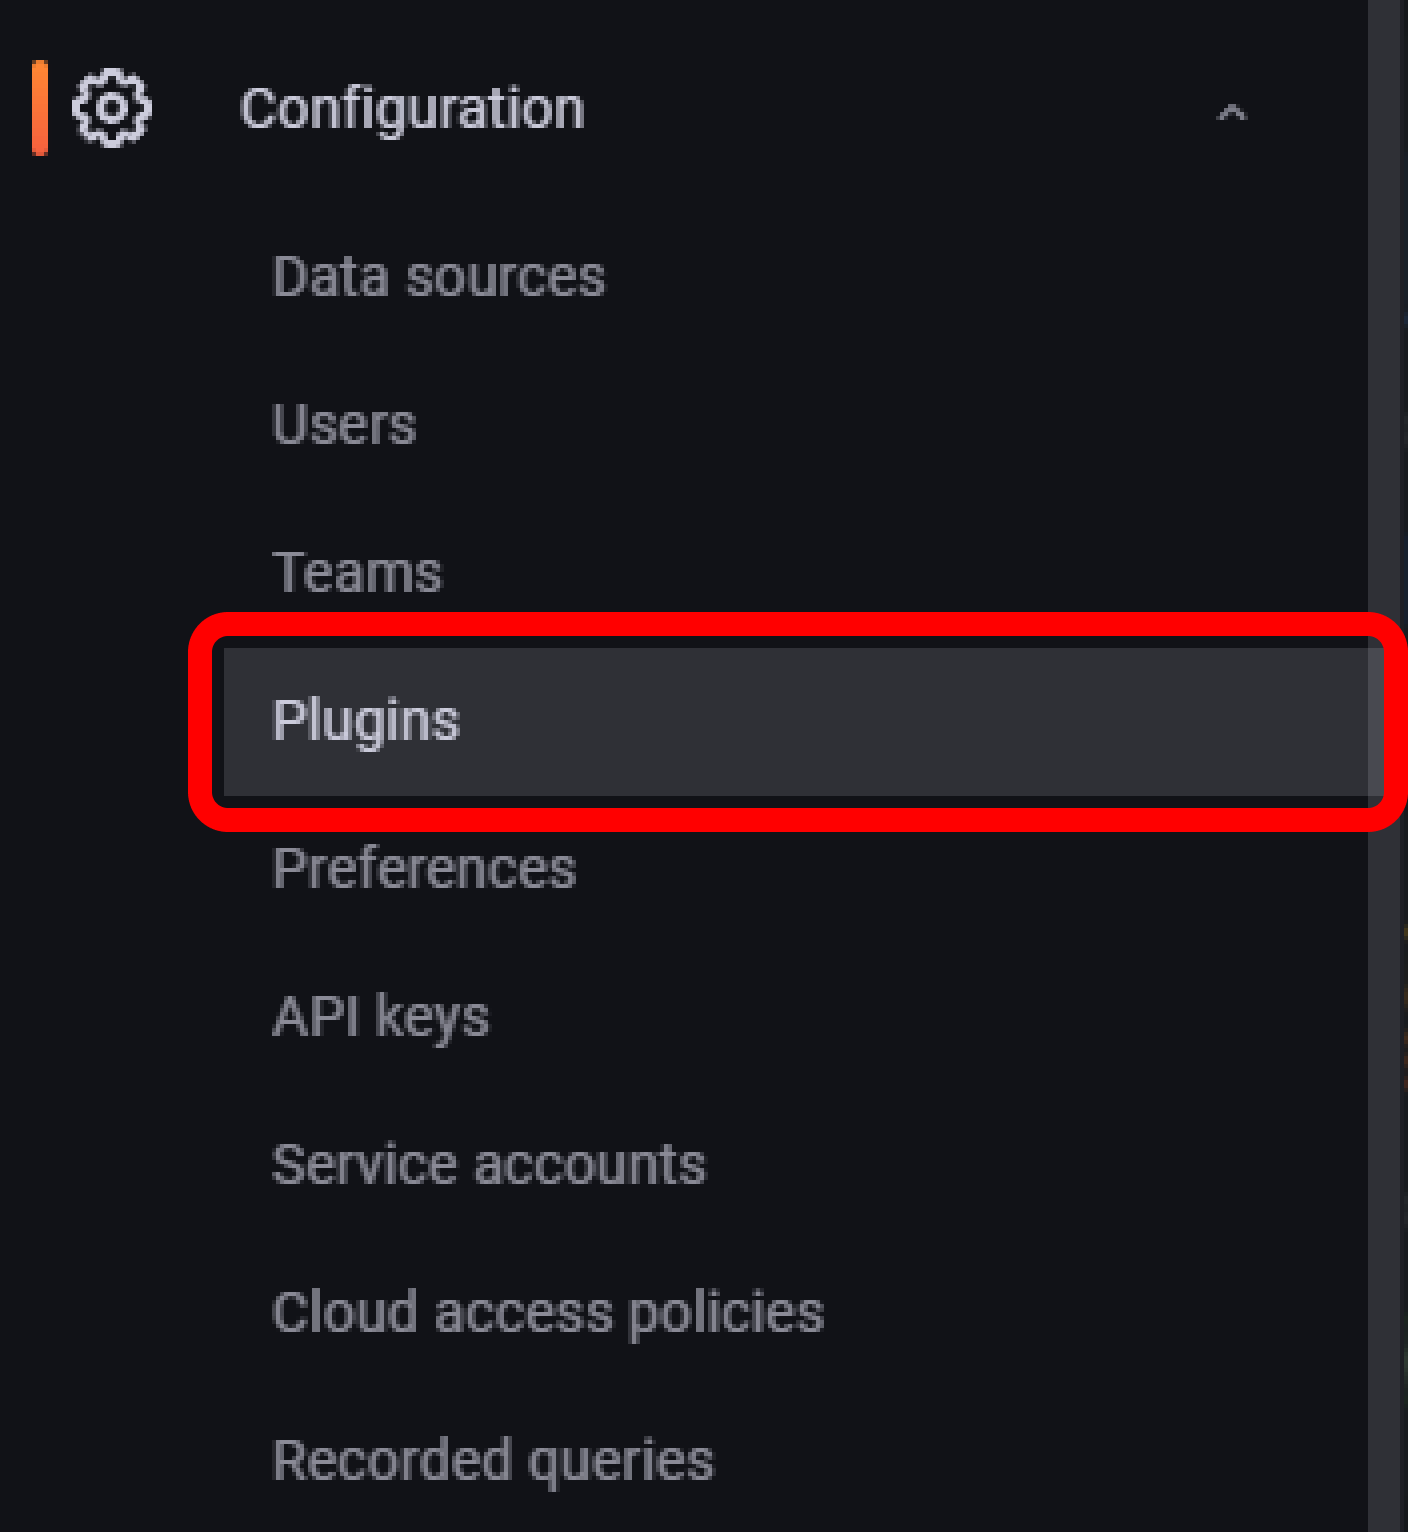 Configuration
Data sources
Users
Teams
Plugins
Preferences
API keys
Service accounts
Cloud access policies
Recorded queries